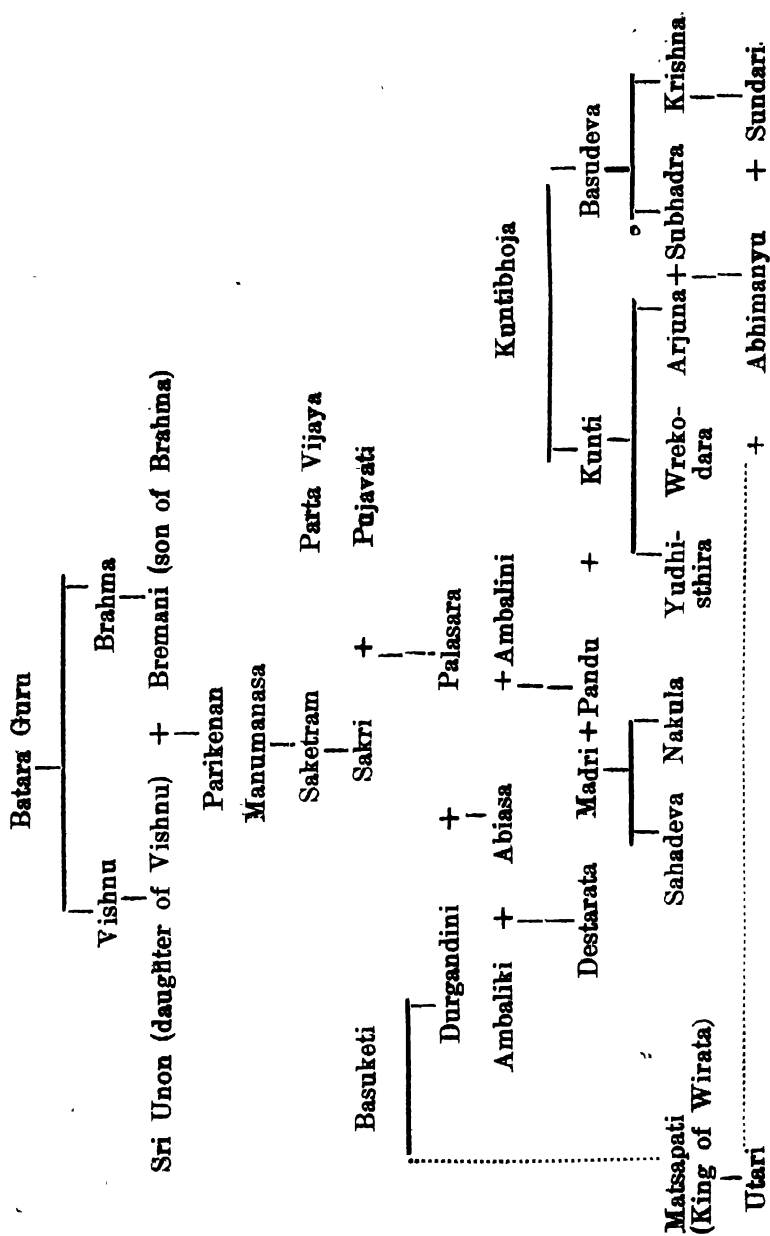 Batara Guru
Vishnu Brahma
Sri Unon (daughter of Vishnu) + Bremani (son of Brahma)
Parikenan
Manumanasa
Saketram Parta Vijaya
Sakri + Pujavati
Basuketi
Durgandini + Palasara
Kuntibhoja
Ambaliki + Abiasa + Ambalini
Destarata Madri + Pandu + Kunti Basudeva
Matsapati Sahadeva Nakula Yudhi- Wreko- Arjuna + Subhadra Krishna
(King of Wirata) sthira dara
Utari + Abhimanyu + Sundari.